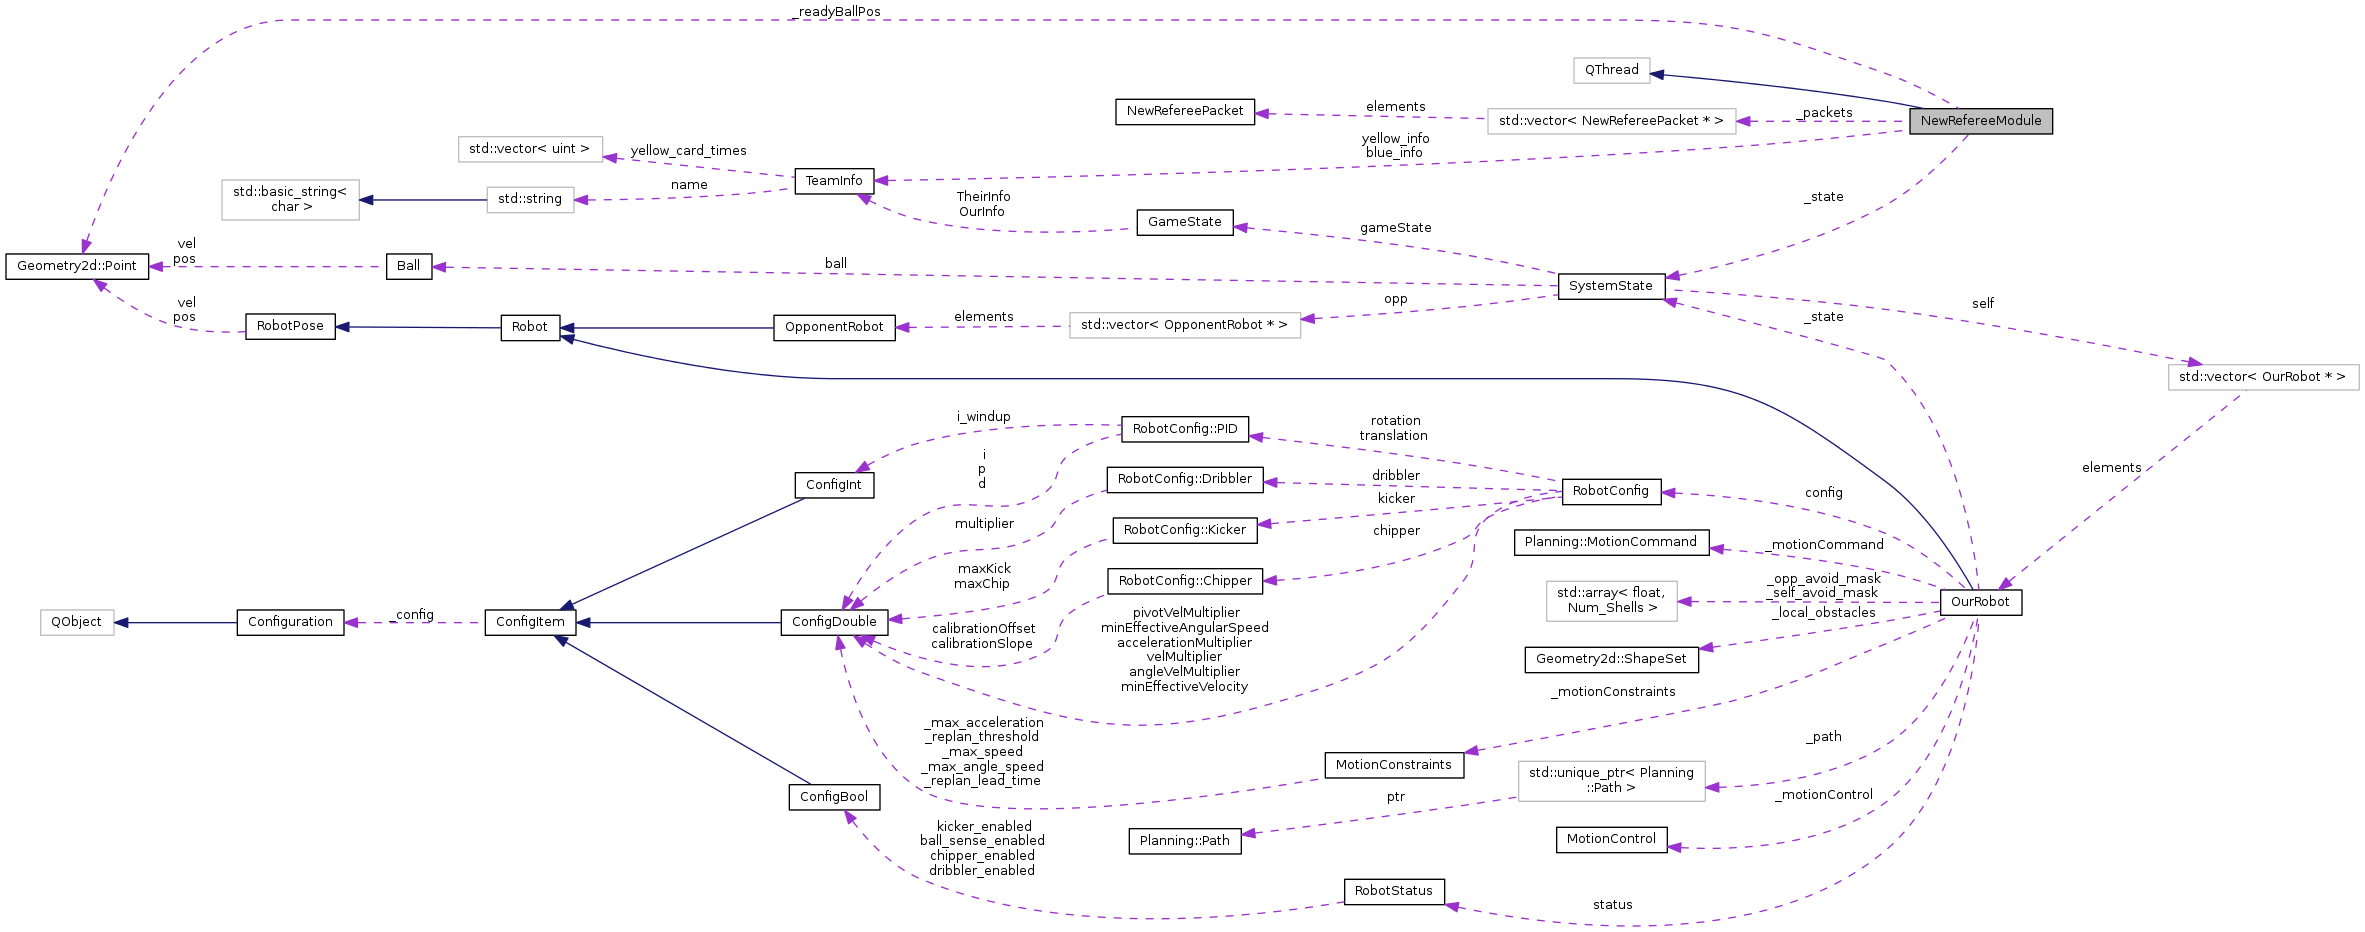 _readyBallPos
QThread
NewRefereePacket
elements
std::vector< NewRefereePacket * >
_packets
NewRefereeModule
std::vector< uint >
yellow_card_times
yellow_info
blue_info
TeamInfo
std::basic_string<
char >
std::string
name
TheirInfo
OurInfo
GameState
gameState
_state
Geometry2d::Point
vel
pos
Ball
ball
SystemState
self
opp
vel
pos
RobotPose
Robot
OpponentRobot
elements
std::vector< OpponentRobot * >
_state
std::vector< OurRobot * >
i_windup
RobotConfig::PID
rotation
translation
i
p
d
ConfigInt
RobotConfig::Dribbler
dribbler
RobotConfig
config
elements
kicker
multiplier
RobotConfig::Kicker
chipper
Planning::MotionCommand
_motionCommand
maxKick
maxChip
RobotConfig::Chipper
std::array< float,
Num_Shells >
_opp_avoid_mask
_self_avoid_mask
_local_obstacles
OurRobot
QObject
Configuration
_config
ConfigItem
ConfigDouble
calibrationOffset
calibrationSlope
pivotVelMultiplier
minEffectiveAngularSpeed
accelerationMultiplier
velMultiplier
angleVelMultiplier
minEffectiveVelocity
Geometry2d::ShapeSet
_motionConstraints
_max_acceleration
_replan_threshold
_max_speed
_max_angle_speed
_replan_lead_time
MotionConstraints
_path
std::unique_ptr< Planning
::Path >
ptr
_motionControl
ConfigBool
Planning::Path
MotionControl
kicker_enabled
ball_sense_enabled
chipper_enabled
dribbler_enabled
RobotStatus
status